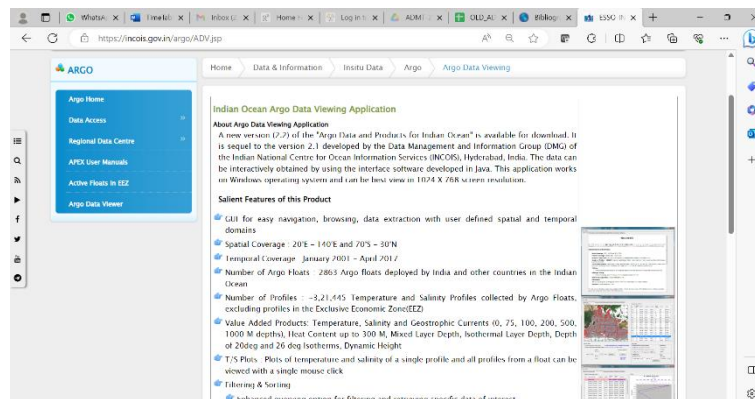 WhatsA
Inbox (
Log in t
ADMT
OLD_AU
Bibliog
ESSO IN
https://incois.gov.in/argo/ADV.jsp
ARGO
Home
Data & Information
Insitu Data
Argo
Argo Data Viewing
Argo Home
Data Access
Regional Data Centre
APEX User Manuals
Active Floats in EEZ
Argo Data Viewer
Indian Ocean Argo Data Viewing Application
About Argo Data Viewing Application
A new version (2.2) of the "Argo Data and Products for Indian Ocean" is available for download. It
is sequel to the version 2.1 developed by the Data Management and Information Group (DMG) of
the Indian National Centre for Ocean Information Services (INCOIS), Hyderabad, India. The data can
be interactively obtained by using the interface software developed in Java. This application works
on Windows operating system and can be best view in 1024 X 768 screen resolution.
Salient Features of this Product
GUI for easy navigation, browsing, data extraction with user defined spatial and temporal
domains
Spatial Coverage : 20°E – 140°E and 70°S – 30°N
Temporal Coverage January 2001 – April 2017
Number of Argo Floats : 2863 Argo floats deployed by India and other countries in the Indian
Ocean
Number of Profiles : ~3,21,445 Temperature and Salinity Profiles collected by Argo Floats,
excluding profiles in the Exclusive Economic Zone(EEZ)
Value Added Products: Temperature, Salinity and Geostrophic Currents (0, 75, 100, 200, 500,
1000 M depths), Heat Content up to 300 M, Mixed Layer Depth, Isothermal Layer Depth, Depth
of 20deg and 26 deg Isotherms, Dynamic Height
T/S Plots Plots of temperature and salinity of a single profile and all profiles from a float can be
viewed with a single mouse click
Filtering & Sorting